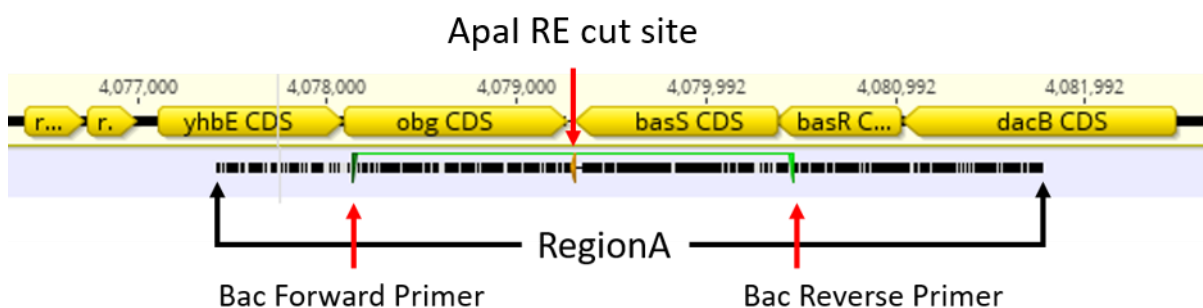 ApaI RE cut site
4,077,000 4,078,000 4,079,000 4,079,992 4,080,992 4,081,992
r... r. yhbE CDS obg CDS basS CDS basR C... dacB CDS
RegionA
Bac Forward Primer Bac Reverse Primer